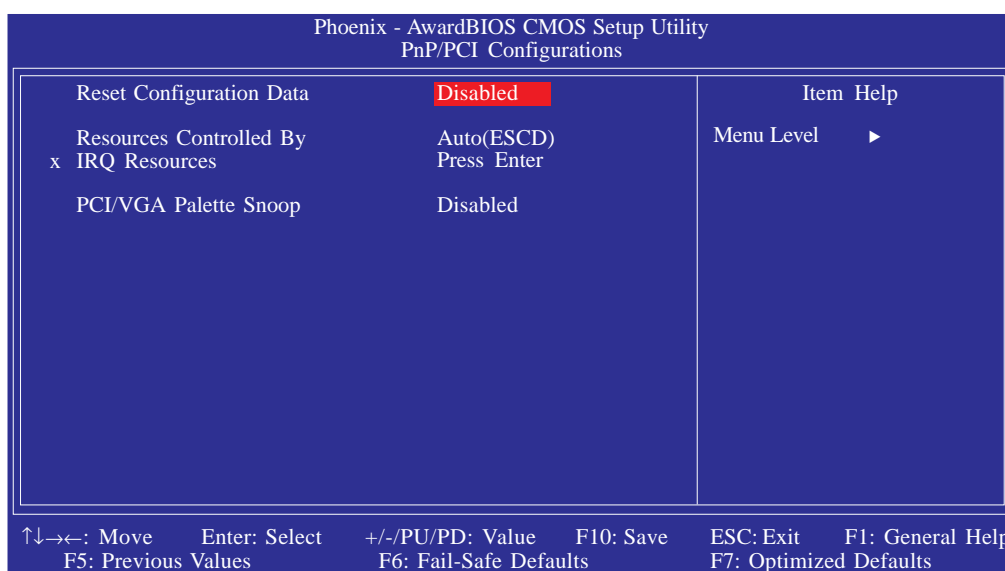 Phoenix - AwardBIOS CMOS Setup Utility
PnP/PCI Configurations
Reset Configuration Data Disabled
Item Help
Resources Controlled By Auto(ESCD)
Menu Level ▶
x IRQ Resources Press Enter
PCI/VGA Palette Snoop Disabled
↑↓→←: Move Enter: Select +/-/PU/PD: Value F10: Save ESC: Exit F1: General Help
F5: Previous Values F6: Fail-Safe Defaults F7: Optimized Defaults